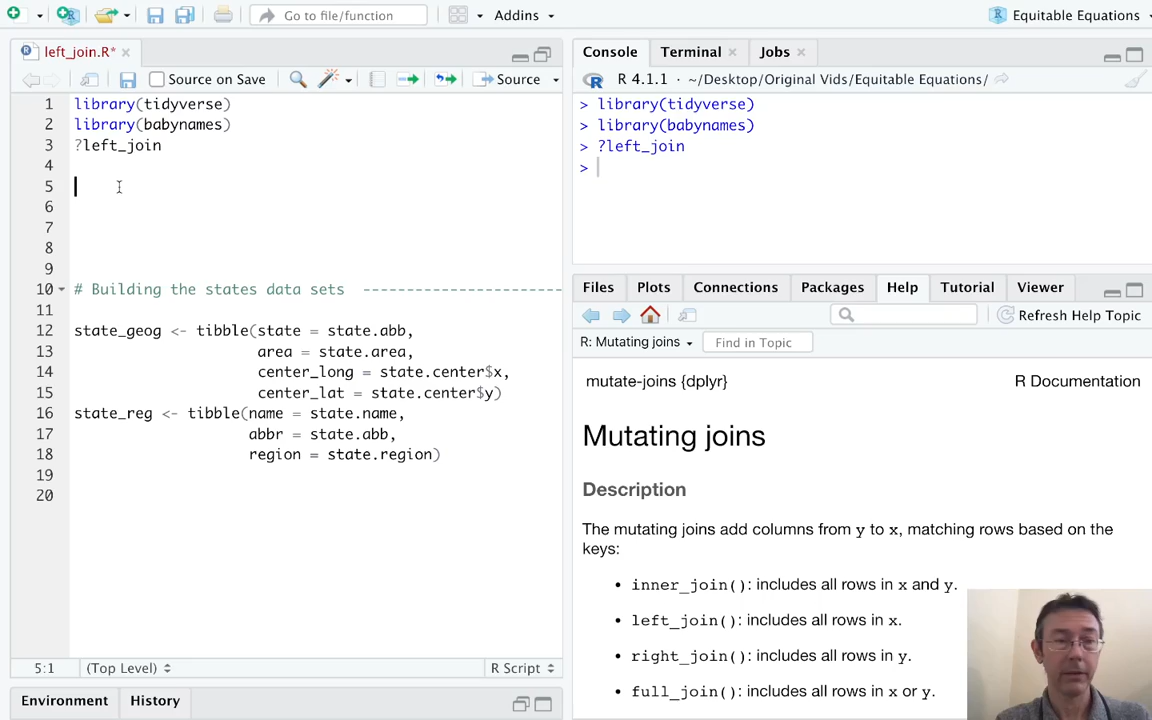 Go to file/function
Addins
Equitable Equations
left_join.R*
Source on Save
Source
1 library(tidyverse)
2 library(babynames)
3 ?left_join
4
5
6
7
8
9
10 # Building the states data sets -----------------------
11
12 state_geog <- tibble(state = state.abb,
13 area = state.area,
14 center_long = state.center$x,
15 center_lat = state.center$y)
16 state_reg <- tibble(name = state.name,
17 abbr = state.abb,
18 region = state.region)
19
20
5:1 (Top Level) R Script
Environment History
Console Terminal Jobs
R 4.1.1 · ~/Desktop/Original Vids/Equitable Equations/
> library(tidyverse)
> library(babynames)
> ?left_join
>
Files Plots Connections Packages Help Tutorial Viewer
Refresh Help Topic
R: Mutating joins Find in Topic
mutate-joins {dplyr} R Documentation
Mutating joins
Description
The mutating joins add columns from y to x, matching rows based on the
keys:
• inner_join(): includes all rows in x and y.
• left_join(): includes all rows in x.
• right_join(): includes all rows in y.
• full_join(): includes all rows in x or y.